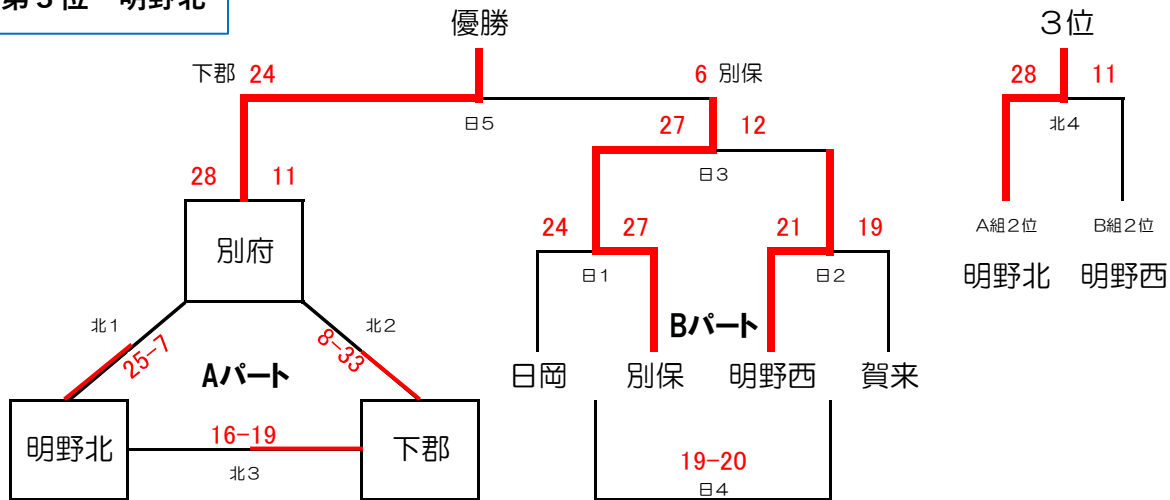 第３位　明野北
優勝
３位
下郡 24
6 別保
28 11
日５
27 12
北４
日３
28 11
A組２位
B組２位
24 27
21 19
別府
明野北
明野西
日１
日２
北１
北２
Bパート
25-7
8-33
Aパート
日岡
別保
明野西
賀来
16-19
明野北
下郡
19-20
北３
日４